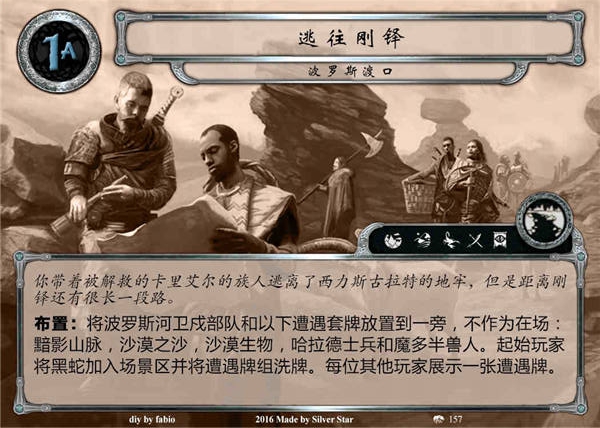 1A
逃往刚铎
波罗斯渡口
你带着被解救的卡里艾尔的族人逃离了西力斯古拉特的地牢，但是距离刚
铎还有很长一段路。
布置：将波罗斯河卫戍部队和以下遭遇套牌放置到一旁，不作为在场：
黯影山脉，沙漠之沙，沙漠生物，哈拉德士兵和魔多半兽人。起始玩家
将黑蛇加入场景区并将遭遇牌组洗牌。每位其他玩家展示一张遭遇牌。
diy by fabio
2016 Made by Silver Star
157